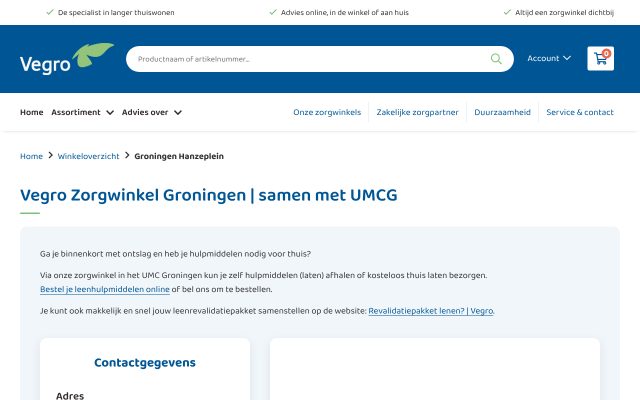 De specialist in langer thuiswonen
Advies online, in de winkel of aan huis
Altijd een zorgwinkel dichtbij
Vegro
Productnaam of artikelnummer...
Account
0
Home
Assortiment
Advies over
Onze zorgwinkels
Zakelijke zorgpartner
Duurzaamheid
Service & contact
Home
Winkeloverzicht
Groningen Hanzeplein
Vegro Zorgwinkel Groningen | samen met UMCG
Ga je binnenkort met ontslag en heb je hulpmiddelen nodig voor thuis?
Via onze zorgwinkel in het UMC Groningen kun je zelf hulpmiddelen (laten) afhalen of kosteloos thuis laten bezorgen.
Bestel je leenhulpmiddelen online of bel ons om te bestellen.
Je kunt ook makkelijk en snel jouw leenrevalidatiepakket samenstellen op de website: Revalidatiepakket lenen? | Vegro.
Contactgegevens
Adres